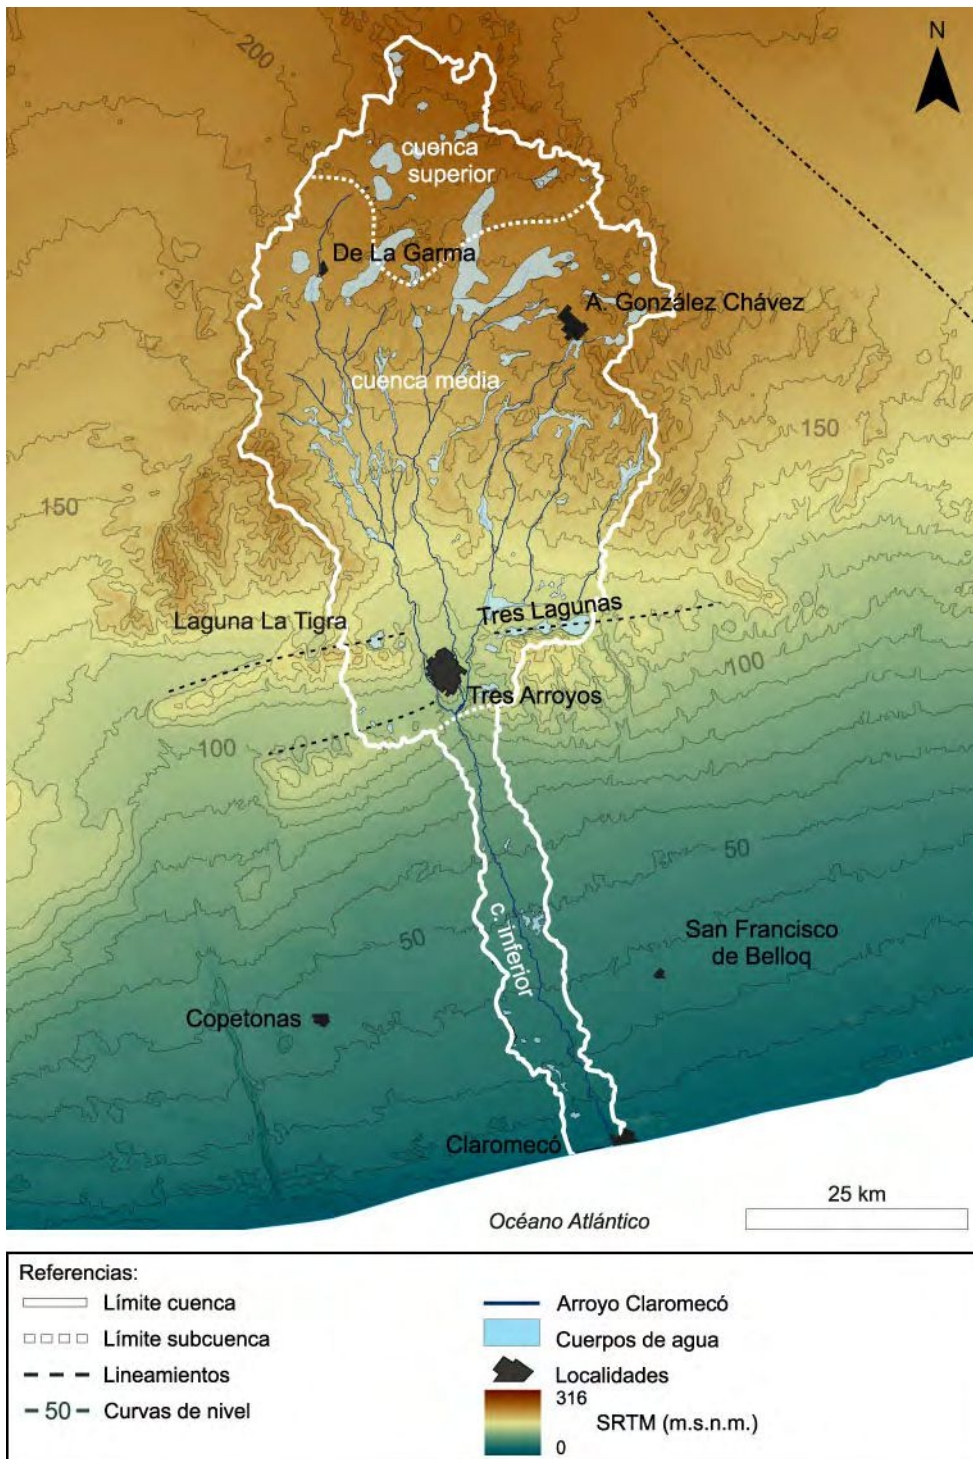 N
200
cuenca
superior
De La Garma
A. González Chávez
cuenca media
150
150
Tres Lagunas
Laguna La Tigra
100
Tres Arroyos
100
50
c. inferior
50
San Francisco
de Belloq
Copetonas
Claromecó
25 km
Océano Atlántico
Referencias:
Límite cuenca
Límite subcuenca
Lineamientos
50 Curvas de nivel
Arroyo Claromecó
Cuerpos de agua
Localidades
316
SRTM (m.s.n.m.)
0